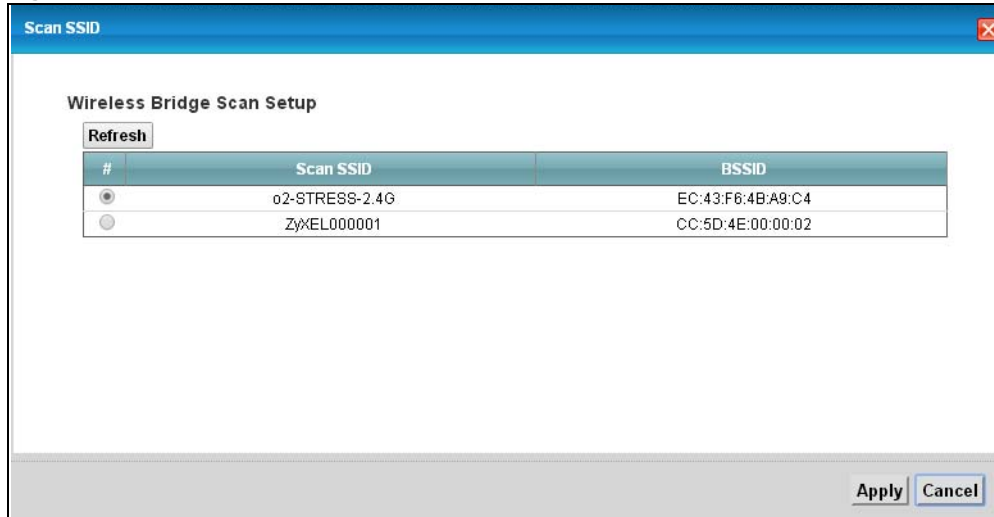 Scan SSID
Wireless Bridge Scan Setup
Refresh
# Scan SSID BSSID
o2-STRESS-2.4G EC:43:F6:4B:A9:C4
ZyXEL000001 CC:5D:4E:00:00:02
Apply Cancel